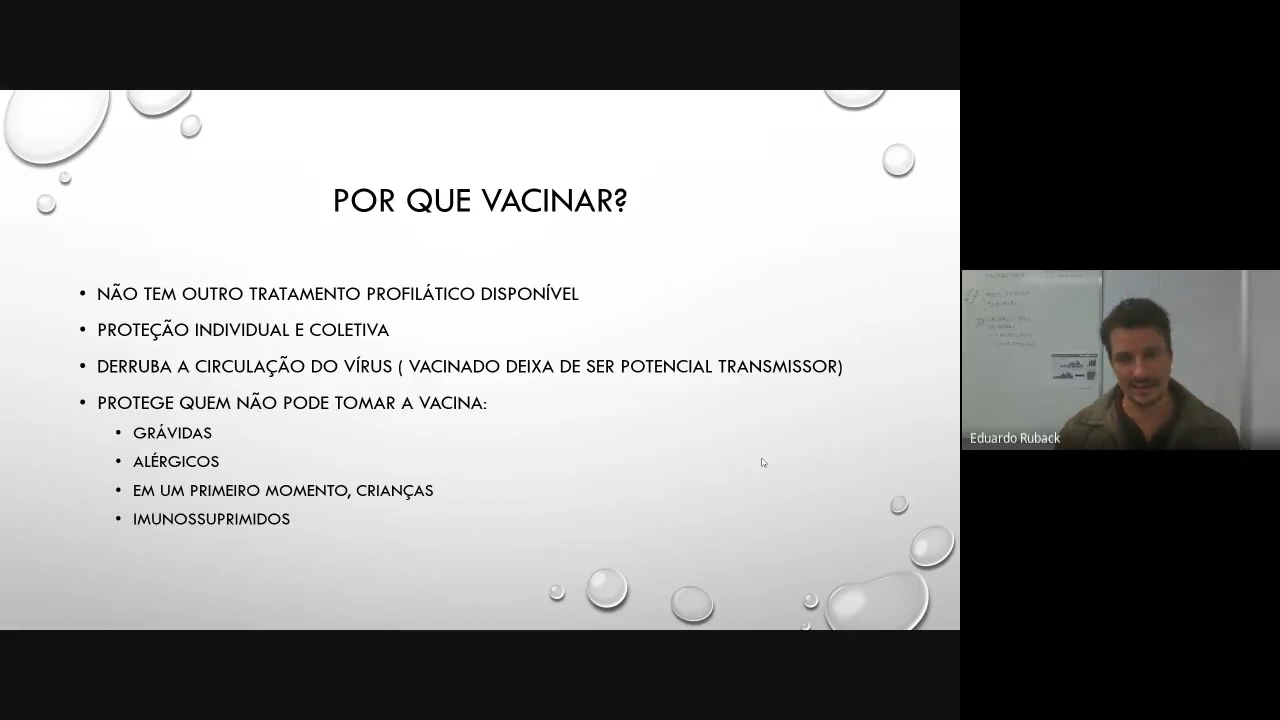 POR QUE VACINAR?
• NÃO TEM OUTRO TRATAMENTO PROFILÁTICO DISPONÍVEL
• PROTEÇÃO INDIVIDUAL E COLETIVA
• DERRUBA A CIRCULAÇÃO DO VÍRUS ( VACINADO DEIXA DE SER POTENCIAL TRANSMISSOR)
• PROTEGE QUEM NÃO PODE TOMAR A VACINA:
• GRÁVIDAS
• ALÉRGICOS
• EM UM PRIMEIRO MOMENTO, CRIANÇAS
• IMUNOSSUPRIMIDOS
Eduardo Ruback